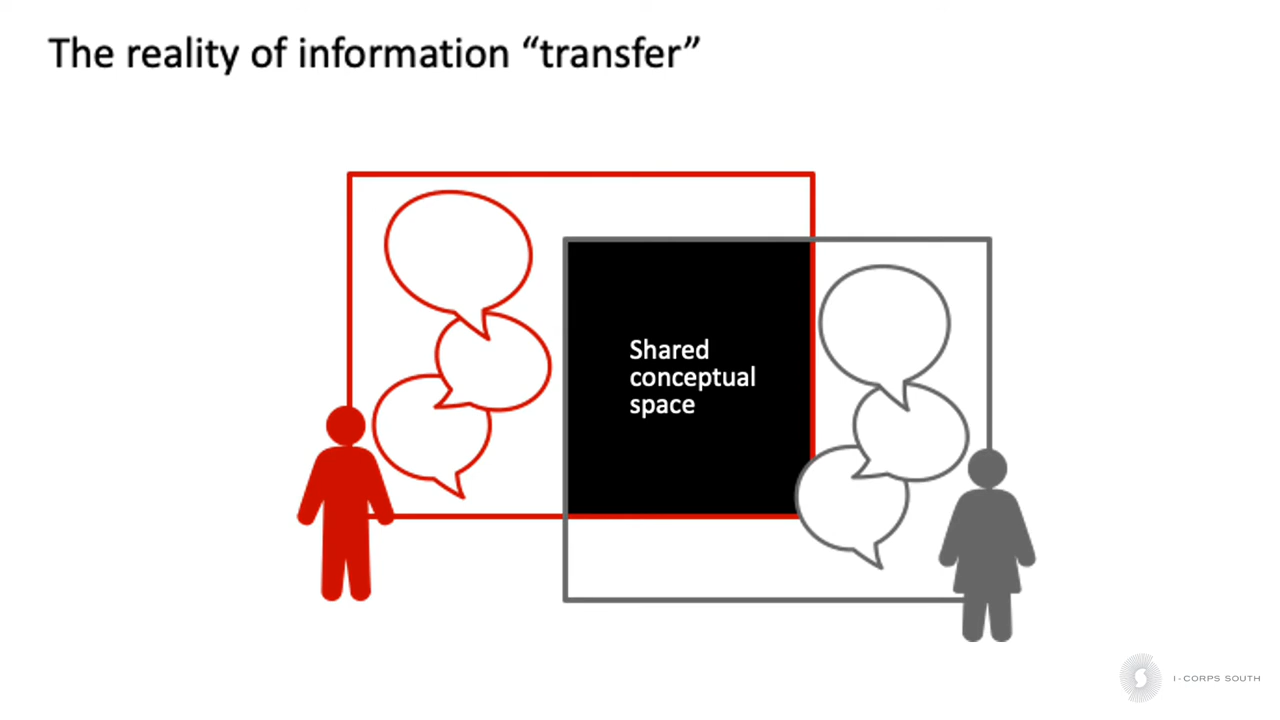 The reality of information “transfer”
Shared
conceptual
space
I-CORPS SOUTH